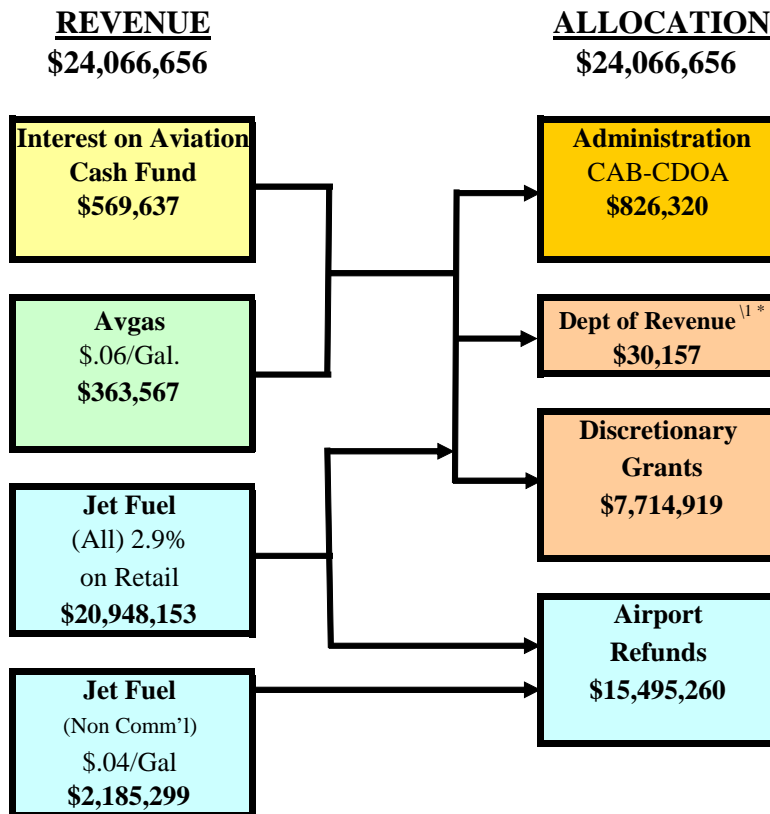 REVENUE
$24,066,656
Interest on Aviation
Cash Fund
$569,637
Avgas
$.06/Gal.
$363,567
Jet Fuel
(All) 2.9%
on Retail
$20,948,153
Jet Fuel
(Non Comm’l)
$.04/Gal
$2,185,299
ALLOCATION
$24,066,656
Administration
CAB-CDOA
$826,320
Dept of Revenue \1 *
$30,157
Discretionary
Grants
$7,714,919
Airport
Refunds
$15,495,260